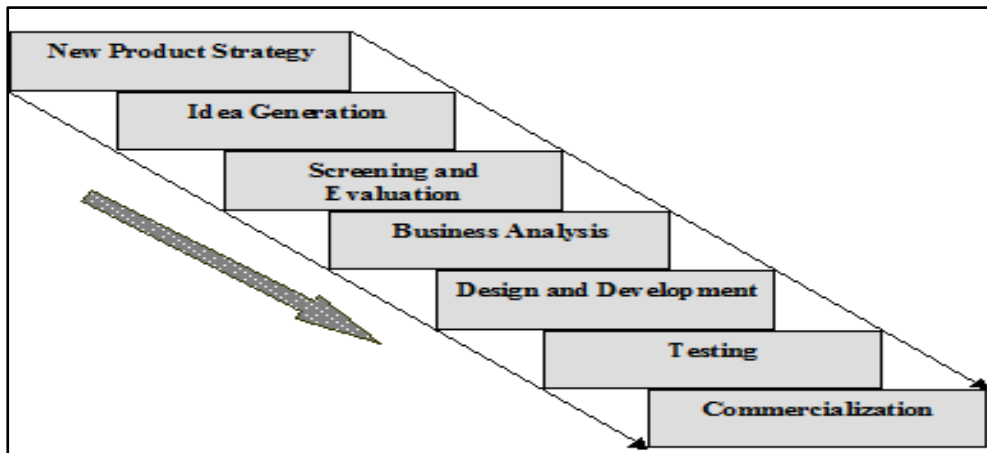 New Product Strategy
Idea Generation
Screening and
Evaluation
Business Analysis
Design and Development
Testing
Commercialization